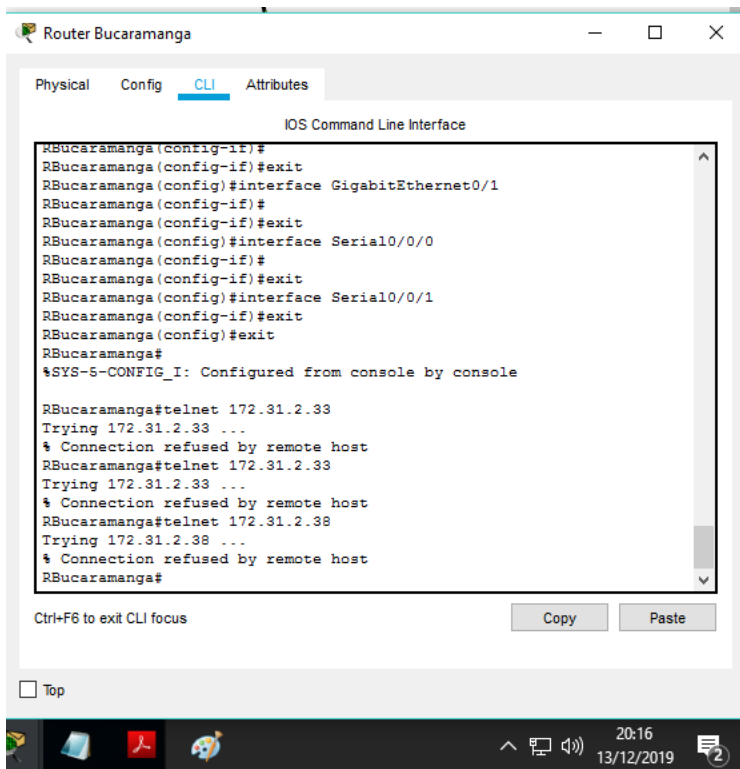 Router Bucaramanga
Physical Config CLI Attributes
IOS Command Line Interface
RBucaramanga(config-if)#
RBucaramanga(config-if)#exit
RBucaramanga(config)#interface GigabitEthernet0/1
RBucaramanga(config-if)#
RBucaramanga(config-if)#exit
RBucaramanga(config)#interface Serial0/0/0
RBucaramanga(config-if)#
RBucaramanga(config-if)#exit
RBucaramanga(config)#interface Serial0/0/1
RBucaramanga(config-if)#exit
RBucaramanga(config)#exit
RBucaramanga#
%SYS-5-CONFIG_I: Configured from console by console
RBucaramanga#telnet 172.31.2.33
Trying 172.31.2.33 ...
% Connection refused by remote host
RBucaramanga#telnet 172.31.2.33
Trying 172.31.2.33 ...
% Connection refused by remote host
RBucaramanga#telnet 172.31.2.38
Trying 172.31.2.38 ...
% Connection refused by remote host
RBucaramanga#
Ctrl+F6 to exit CLI focus
Copy Paste
Top
20:16
13/12/2019
2